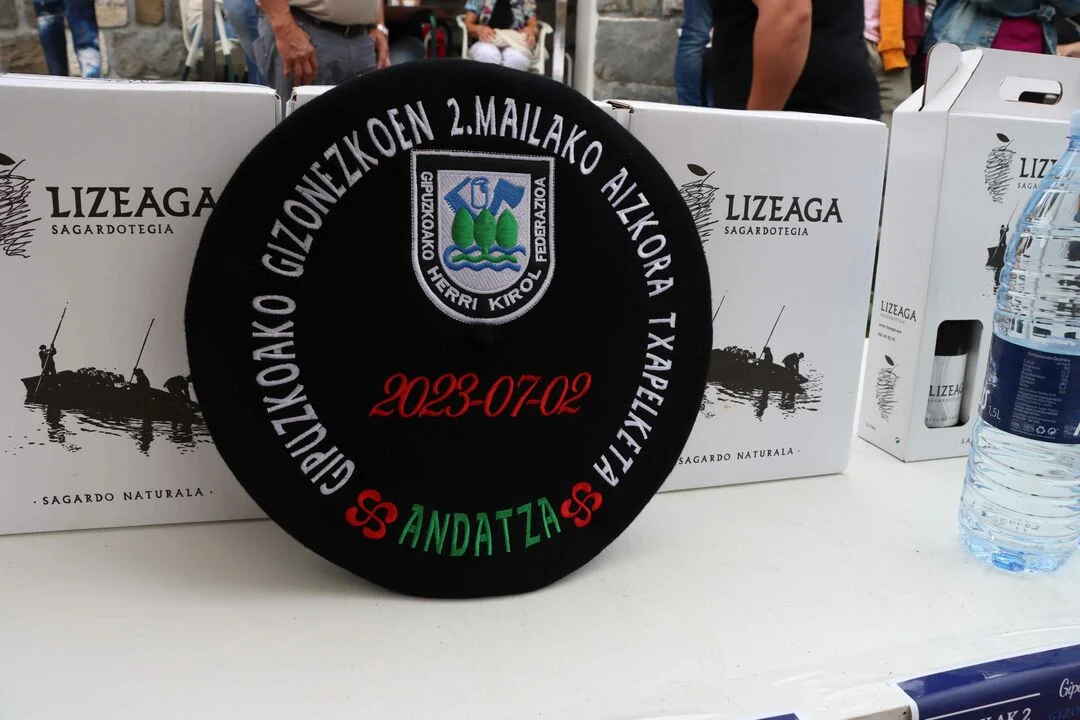 GIPUZKOAKO GIZONEZKOEN 2.MAILAKO AIZKORA TXAPELKETA
GIPUZKOAKO HERRI KIROL FEDERAZIOA
2023-07-02
ANDATZA
LIZEAGA
SAGARDOTEGIA
· SAGARDO NATURALA ·
LIZEAGA
SAGARDOTEGIA
SAGARDO NATURALA ·
LIZEAGA
LIZEAGA
1,5L